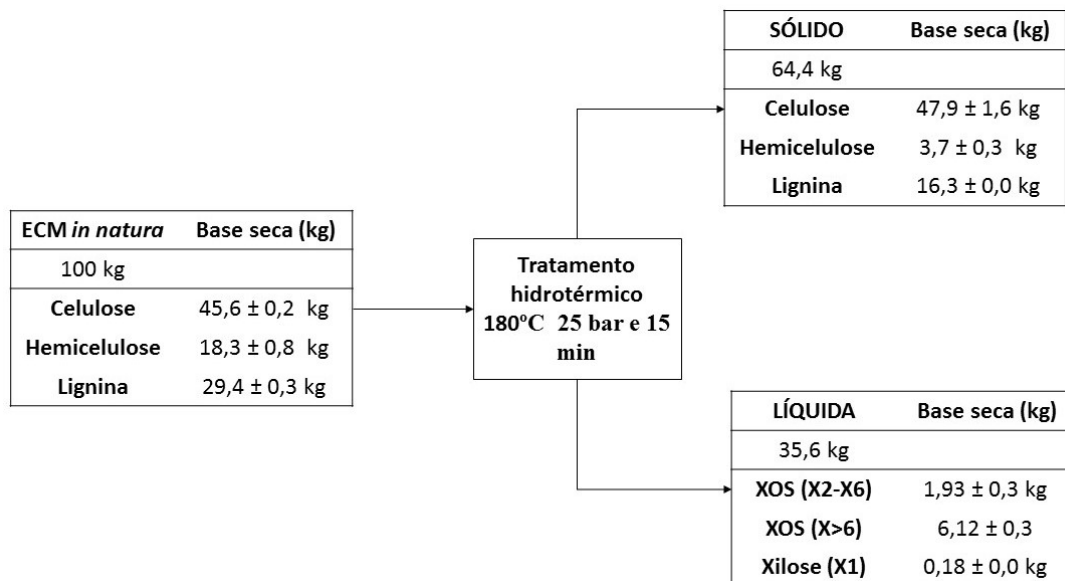 SÓLIDO Base seca (kg)
64,4 kg
Celulose 47,9 ± 1,6 kg
Hemicelulose 3,7 ± 0,3 kg
Lignina 16,3 ± 0,0 kg
ECM in natura Base seca (kg)
100 kg
Celulose 45,6 ± 0,2 kg
Hemicelulose 18,3 ± 0,8 kg
Lignina 29,4 ± 0,3 kg
Tratamento
hidrotérmico
180ºC 25 bar e 15
min
LÍQUIDA Base seca (kg)
35,6 kg
XOS (X2-X6) 1,93 ± 0,3 kg
XOS (X>6) 6,12 ± 0,3
Xilose (X1) 0,18 ± 0,0 kg